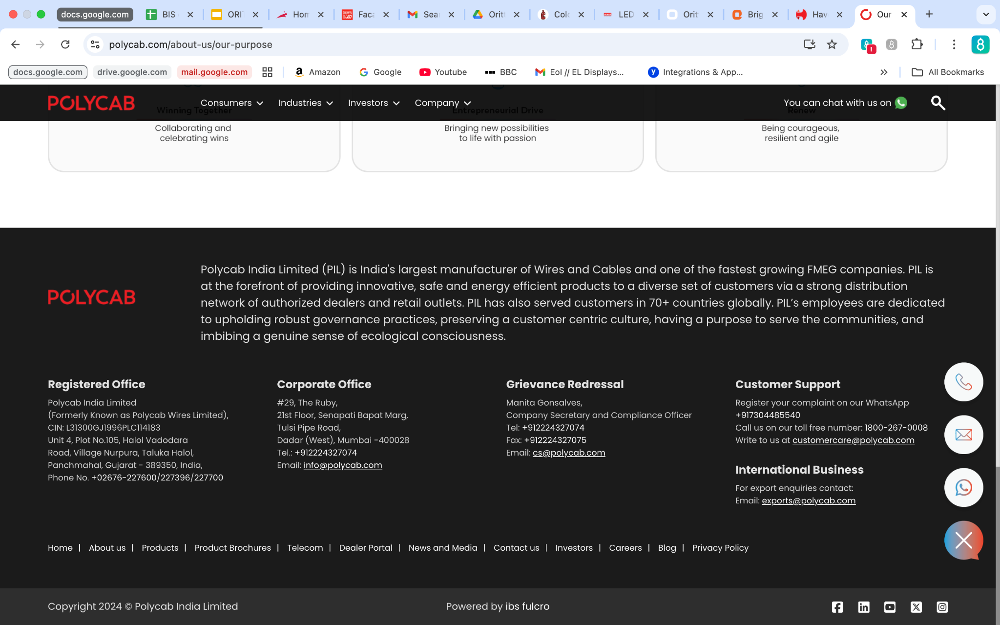 docs.google.com BIS ORI Hom Faca Sear Orit Colo LED Orit Brig Hav Our
polycab.com/about-us/our-purpose
docs.google.com drive.google.com mail.google.com Amazon Google Youtube BBC EoI // EL Displays... Integrations & App... All Bookmarks
POLYCAB Consumers Industries Investors Company You can chat with us on
Winning Together Entrepreneurial Drive Renew
Collaborating and
celebrating wins
Bringing new possibilities
to life with passion
Being courageous,
resilient and agile
POLYCAB
Polycab India Limited (PIL) is India's largest manufacturer of Wires and Cables and one of the fastest growing FMEG companies. PIL is
at the forefront of providing innovative, safe and energy efficient products to a diverse set of customers via a strong distribution
network of authorized dealers and retail outlets. PIL has also served customers in 70+ countries globally. PIL’s employees are dedicated
to upholding robust governance practices, preserving a customer centric culture, having a purpose to serve the communities, and
imbibing a genuine sense of ecological consciousness.
Registered Office
Polycab India Limited
(Formerly Known as Polycab Wires Limited),
CIN: L31300GJ1996PLC114183
Unit 4, Plot No.105, Halol Vadodara
Road, Village Nurpura, Taluka Halol,
Panchmahal, Gujarat - 389350, India,
Phone No. +02676-227600/227396/227700
Corporate Office
#29, The Ruby,
21st Floor, Senapati Bapat Marg,
Tulsi Pipe Road,
Dadar (West), Mumbai -400028
Tel.: +912224327074
Email: info@polycab.com
Grievance Redressal
Manita Gonsalves,
Company Secretary and Compliance Officer
Tel: +912224327074
Fax: +912224327075
Email: cs@polycab.com
Customer Support
Register your complaint on our WhatsApp
+917304485540
Call us on our toll free number: 1800-267-0008
Write to us at customercare@polycab.com
International Business
For export enquiries contact:
Email: exports@polycab.com
Home | About us | Products | Product Brochures | Telecom | Dealer Portal | News and Media | Contact us | Investors | Careers | Blog | Privacy Policy
Copyright 2024 © Polycab India Limited
Powered by ibs fulcro